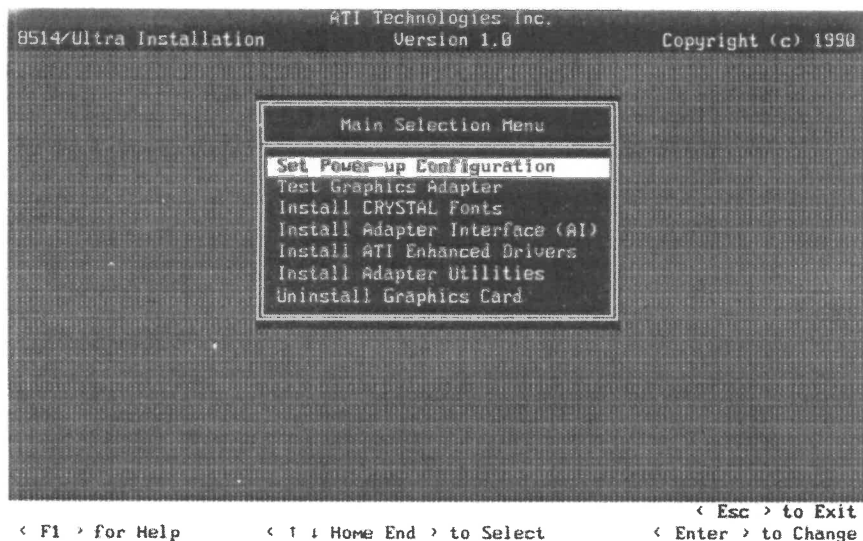 ATI Technologies Inc.
8514/Ultra Installation Version 1.0 Copyright (c) 1990
Main Selection Menu
Set Power-up Configuration
Test Graphics Adapter
Install CRYSTAL Fonts
Install Adapter Interface (AI)
Install ATI Enhanced Drivers
Install Adapter Utilities
Uninstall Graphics Card
< Esc > to Exit
< F1 > for Help < ↑ ↓ Home End > to Select < Enter > to Change